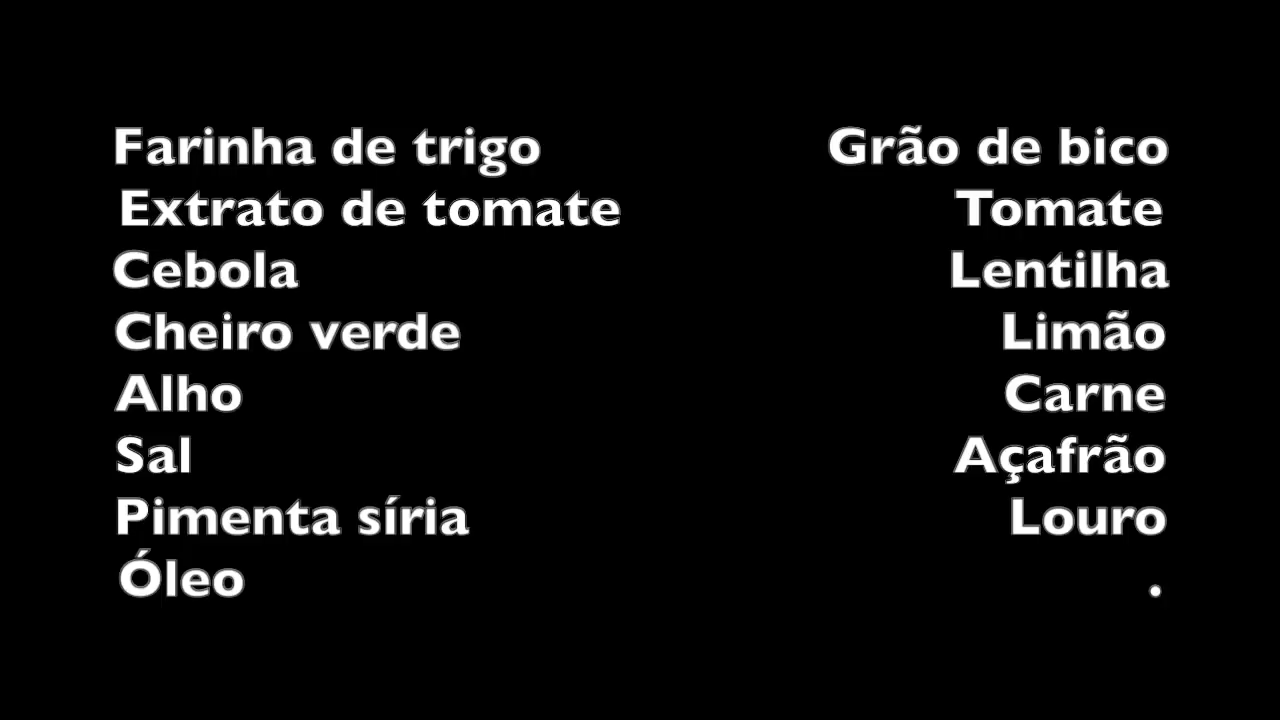 Farinha de trigo
Extrato de tomate
Cebola
Cheiro verde
Alho
Sal
Pimenta síria
Óleo
Grão de bico
Tomate
Lentilha
Limão
Carne
Açafrão
Louro
.